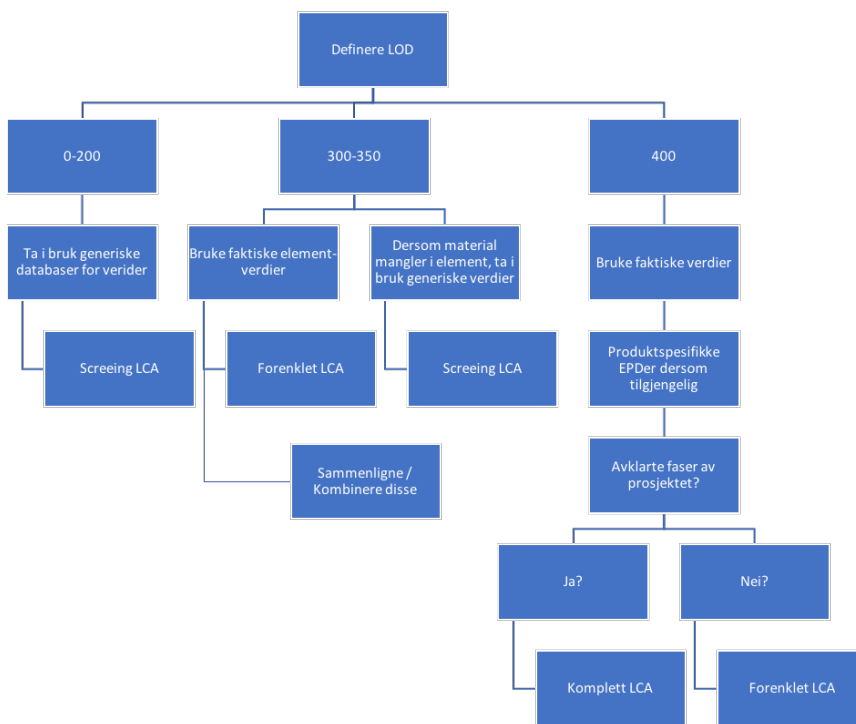 Definere LOD
0-200
300-350
400
Ta i bruk generiske
databaser for verider
Bruke faktiske element-
verdier
Dersom material
mangler i element, ta i
bruk generiske verdier
Bruke faktiske verdier
Screeing LCA
Forenklet LCA
Screeing LCA
Produktspesifikke
EPDer dersom
tilgjengelig
Sammenligne /
Kombinere disse
Avklarte faser av
prosjektet?
Ja?
Nei?
Komplett LCA
Forenklet LCA